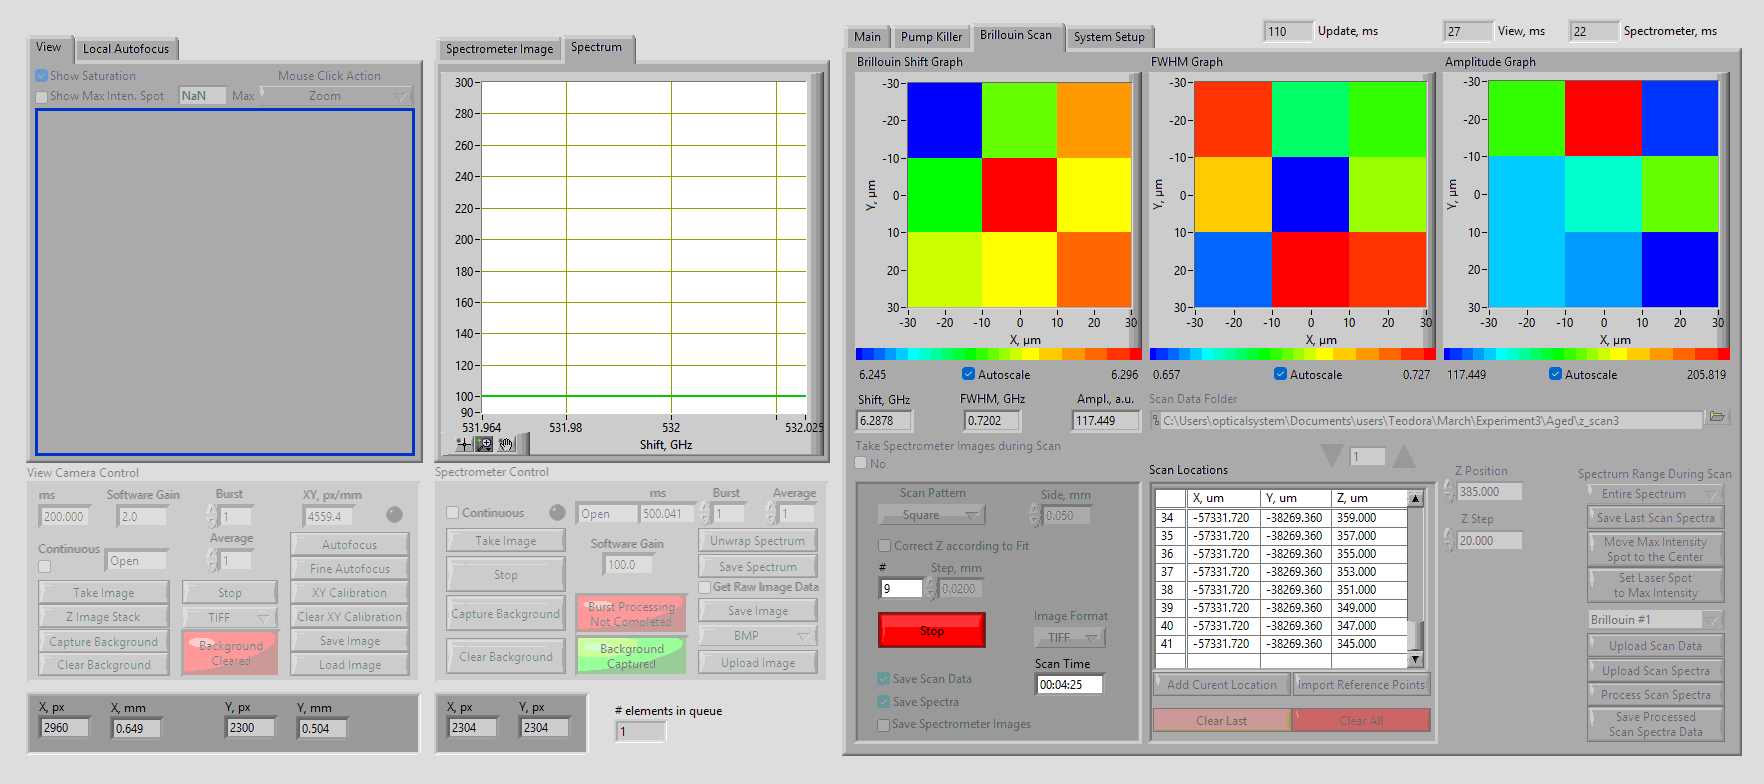 View
Local Autofocus
Show Saturation
Mouse Click Action
Show Max Inten. Spot
NaN
Max
Zoom
Spectrometer Image
Spectrum
300
280
260
240
220
200
180
160
140
120
100
90
531.964
531.98
532
532.025
Shift, GHz
Main
Pump Killer
Brillouin Scan
System Setup
110
Update, ms
27
View, ms
22
Spectrometer, ms
Brillouin Shift Graph
-30
-20
-10
0
10
20
30
Y, µm
-30
-20
-10
0
10
20
30
X, µm
6.245
Autoscale
6.296
FWHM Graph
-30
-20
-10
0
10
20
30
Y, µm
-30
-20
-10
0
10
20
30
X, µm
0.657
Autoscale
0.727
Amplitude Graph
-30
-20
-10
0
10
20
30
Y, µm
-30
-20
-10
0
10
20
30
X, µm
117.449
Autoscale
205.819
Shift, GHz
6.2878
FWHM, GHz
0.7202
Ampl., a.u.
117.449
Scan Data Folder
C:\Users\opticalsystem\Documents\users\Teodora\March\Experiment3\Aged\z_scan3
Take Spectrometer Images during Scan
No
1
View Camera Control
ms
200.000
Software Gain
2.0
Burst
1
XY, px/mm
4559.4
Continuous
Open
Average
1
Autofocus
Fine Autofocus
Take Image
Stop
XY Calibration
Z Image Stack
TIFF
Clear XY Calibration
Capture Background
Background
Cleared
Save Image
Clear Background
Load Image
X, px
2960
X, mm
0.649
Y, px
2300
Y, mm
0.504
Spectrometer Control
Continuous
Open
ms
500.041
Burst
1
Average
1
Take Image
Software Gain
100.0
Unwrap Spectrum
Stop
Save Spectrum
Get Raw Image Data
Capture Background
Burst Processing
Not Completed
Save Image
BMP
Clear Background
Background
Captured
Upload Image
X, px
2304
Y, px
2304
# elements in queue
1
Scan Pattern
Square
Side, mm
0.050
Correct Z according to Fit
#
9
Step, mm
0.0200
Stop
Image Format
TIFF
Scan Time
00:04:25
Save Scan Data
Save Spectra
Save Spectrometer Images
Scan Locations
X, um Y, um Z, um
34 -57331.720 -38269.360 359.000
35 -57331.720 -38269.360 357.000
36 -57331.720 -38269.360 355.000
37 -57331.720 -38269.360 353.000
38 -57331.720 -38269.360 351.000
39 -57331.720 -38269.360 349.000
40 -57331.720 -38269.360 347.000
41 -57331.720 -38269.360 345.000
Add Curent Location
Import Reference Points
Clear Last
Clear All
Z Position
385.000
Z Step
20.000
Spectrum Range During Scan
Entire Spectrum
Save Last Scan Spectra
Move Max Intensity
Spot to the Center
Set Laser Spot
to Max Intensity
Brillouin #1
Upload Scan Data
Upload Scan Spectra
Process Scan Spectra
Save Processed
Scan Spectra Data